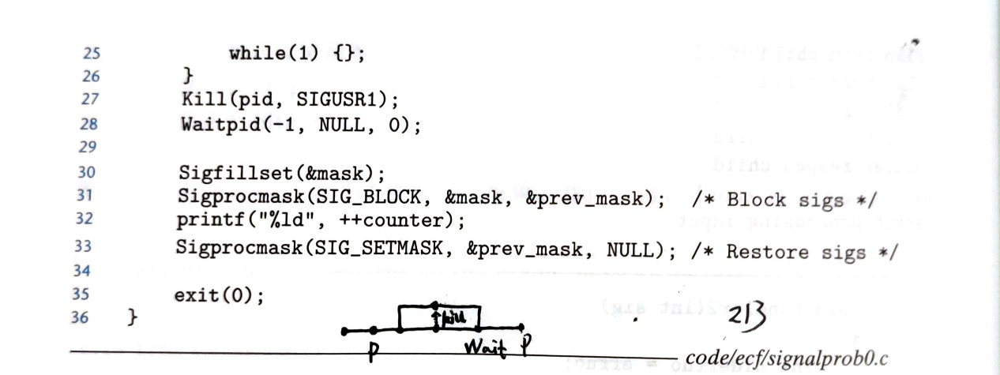 25 while(1) {};
26 }
27 Kill(pid, SIGUSR1);
28 Waitpid(-1, NULL, 0);
29
30 Sigfillset(&mask);
31 Sigprocmask(SIG_BLOCK, &mask, &prev_mask); /* Block sigs */
32 printf("%ld", ++counter);
33 Sigprocmask(SIG_SETMASK, &prev_mask, NULL); /* Restore sigs */
34
35 exit(0);
36 }
kill
213
P Wait P
code/ecf/signalprob0.c